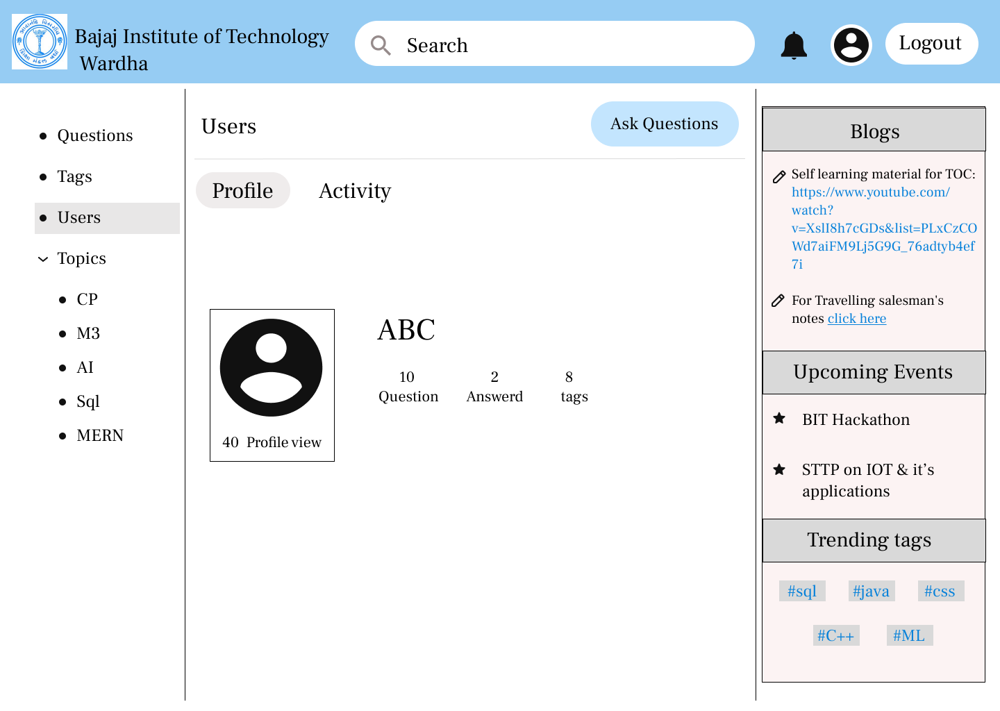 Bajaj Institute of Technology
Wardha
Search
Logout
Questions
Tags
Users
Topics
CP
M3
AI
Sql
MERN
Users
Ask Questions
Profile
Activity
40 Profile view
ABC
10 2 8
Question Answerd tags
Blogs
Self learning material for TOC:
https://www.youtube.com/
watch?
v=XslI8h7cGDs&list=PLxCzCO
Wd7aiFM9Lj5G9G_76adtyb4ef
7i
For Travelling salesman's
notes click here
Upcoming Events
BIT Hackathon
STTP on IOT & it’s
applications
Trending tags
#sql #java #css
#C++ #ML